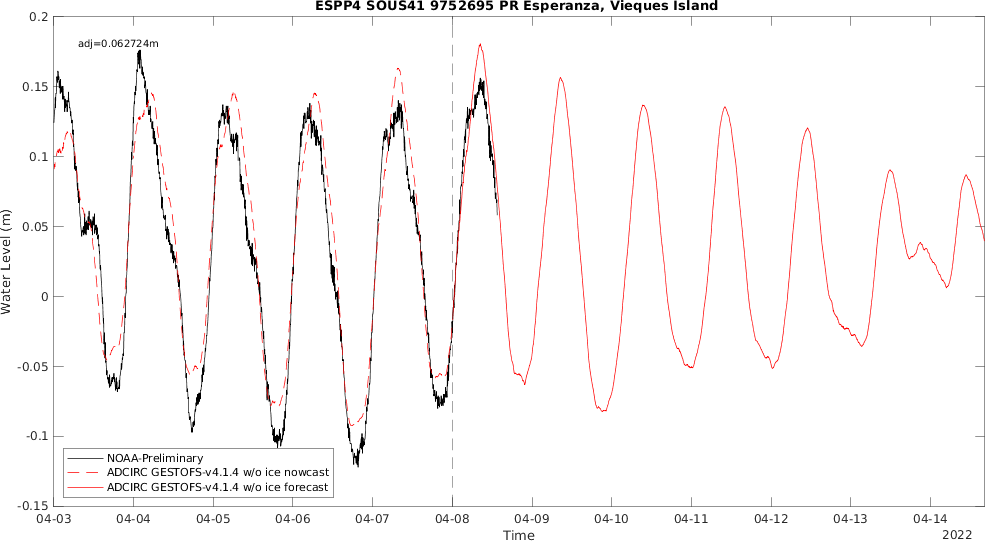 ESPP4 SOUS41 9752695 PR Esperanza, Vieques Island
adj=0.062724m
0.2
0.15
0.1
0.05
0
-0.05
-0.1
-0.15
Water Level (m)
NOAA-Preliminary
ADCIRC GESTOFS-v4.1.4 w/o ice nowcast
ADCIRC GESTOFS-v4.1.4 w/o ice forecast
04-03 04-04 04-05 04-06 04-07 04-08 04-09 04-10 04-11 04-12 04-13 04-14
Time
2022